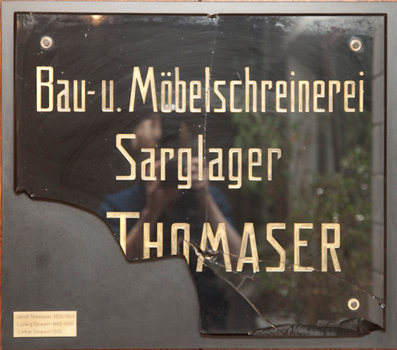 Bau- u. Möbelschreinerei
Sarglager
THOMASER